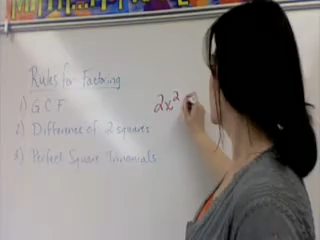 Rules for Factoring
1) GCF
2) Difference of 2 squares
3) Perfect Square Trinomials
2x²